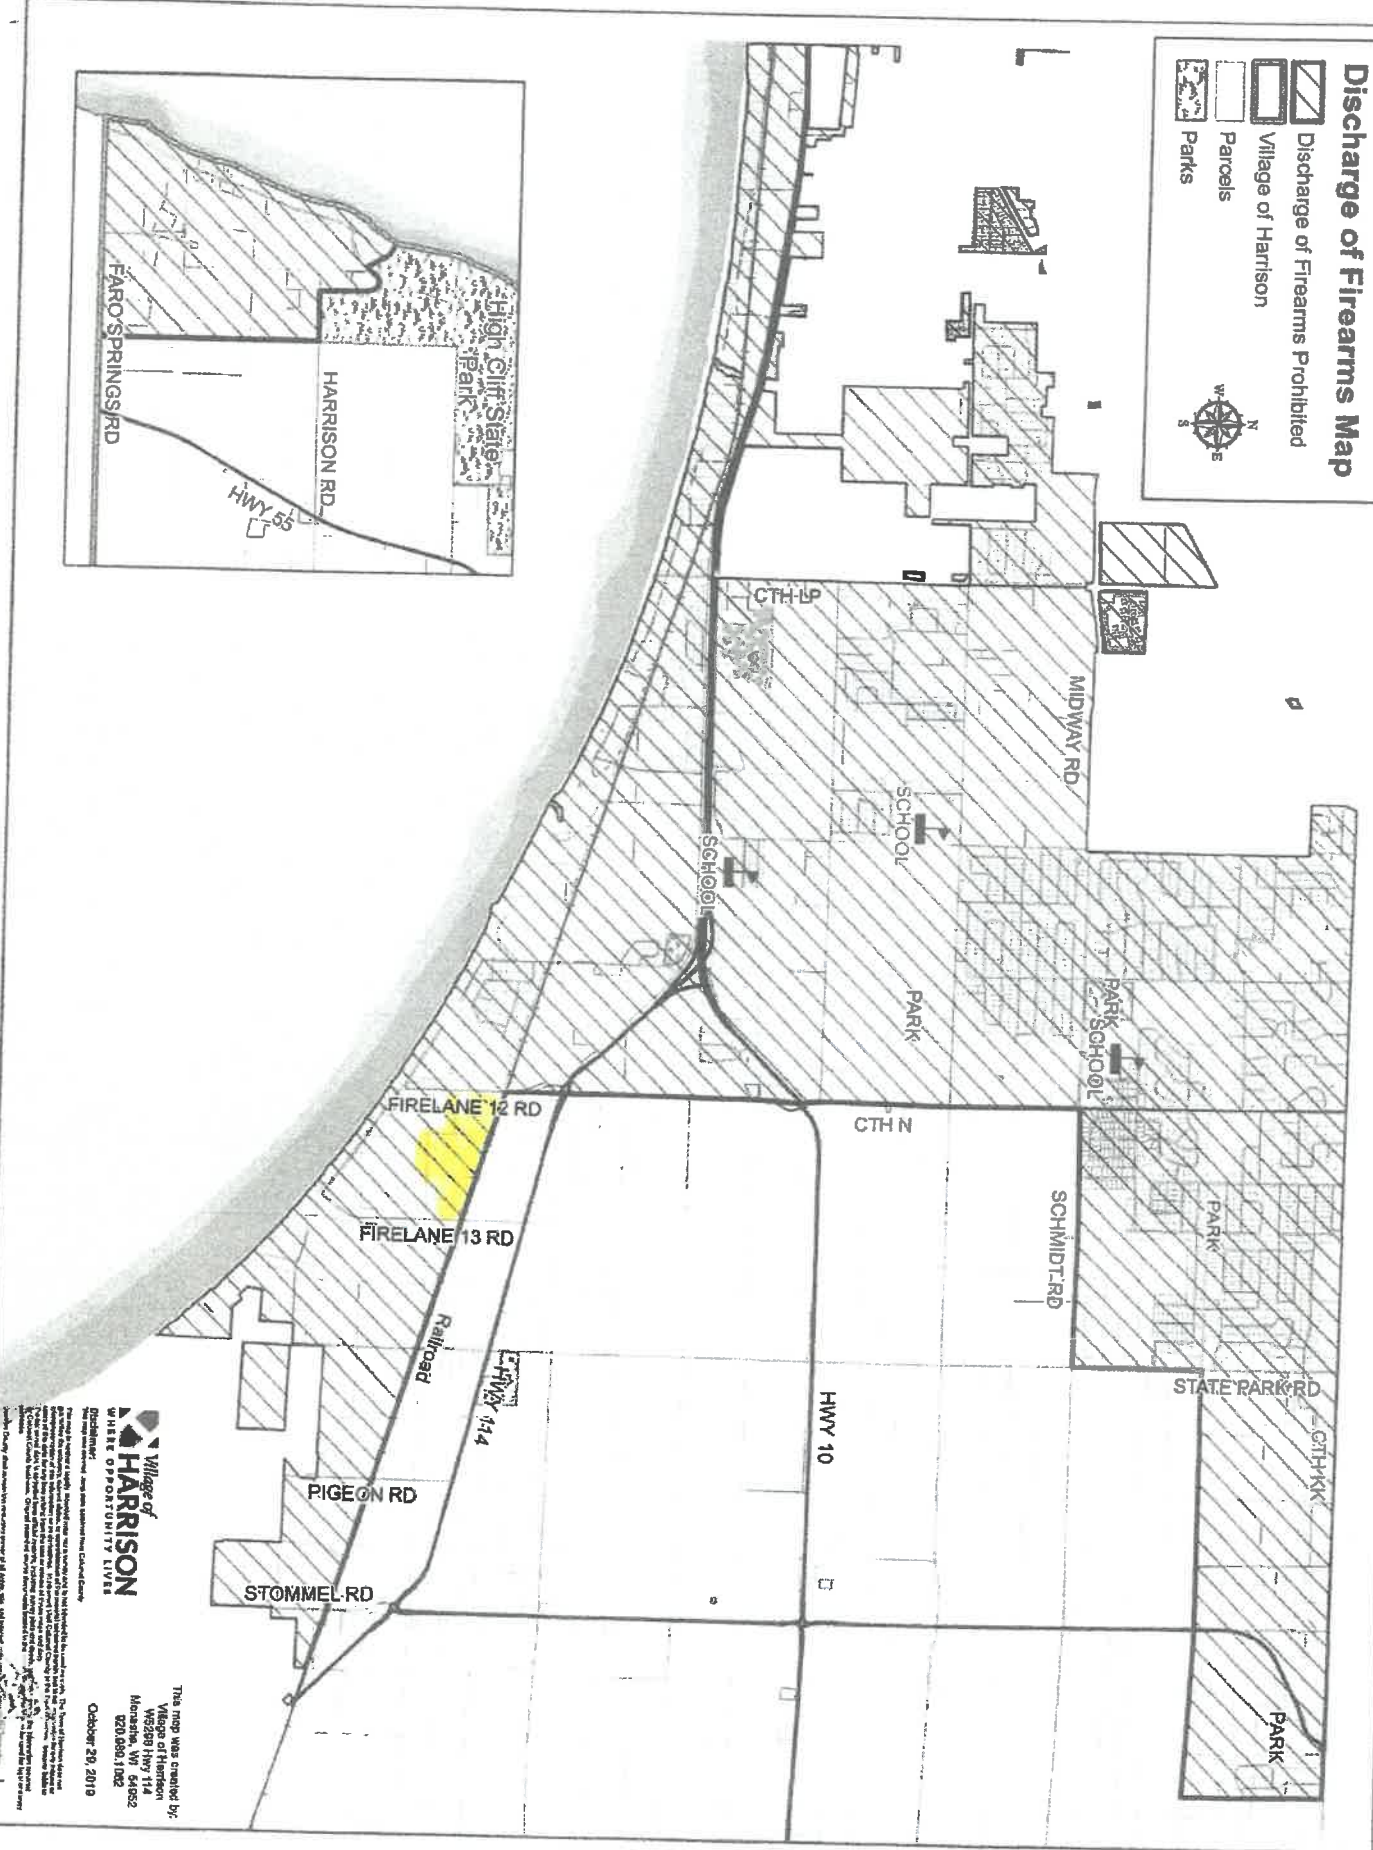 Discharge of Firearms Map
Discharge of Firearms Prohibited
Village of Harrison
Parcels
Parks
N
W
E
S
CTH-LP
MIDWAY RD
SCHOOL
SCHOOL
PARK
PARK
SCHOOL
CTH N
SCHMIDT-RD
PARK
STATE PARK RD
CTH-KK
PARK
HWY 10
HWY 114
Railroad
FIRELANE 12 RD
FIRELANE 13 RD
PIGEON RD
STOMMEL-RD
High Cliff State
Park
HARRISON RD
FARO SPRINGS RD
HWY 55
Village of
HARRISON
WHERE OPPORTUNITY LIVES
Disclaimer:
This map was created by:
Village of Harrison
W5298 Hwy 114
Menasha, WI 54952
920.989.1062
October 29, 2019